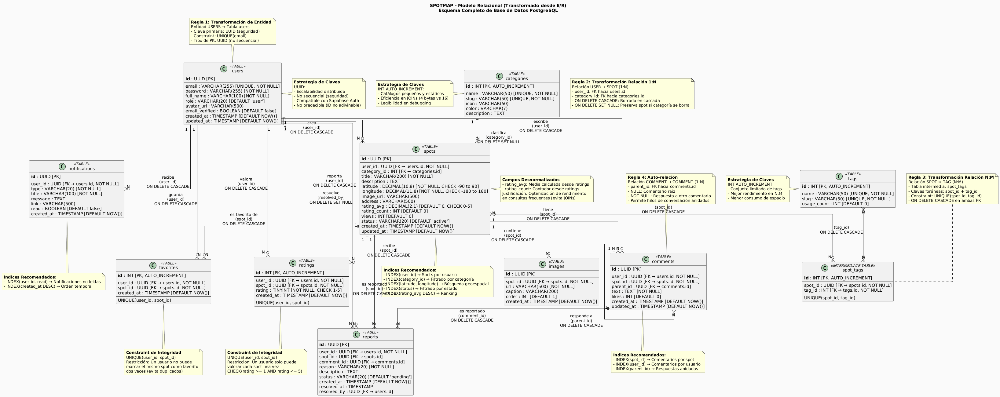 SPOTMAP - Modelo Relacional (Transformado desde E/R)
Esquema Completo de Base de Datos PostgreSQL
Regla 1: Transformación de Entidad
Entidad USERS → Tabla users
- Clave primaria: UUID (seguridad)
- Constraint: UNIQUE(email)
- Tipo de PK: UUID (no secuencial)
«TABLE»
C users
id : UUID [PK]
email : VARCHAR(255) [UNIQUE, NOT NULL]
password : VARCHAR(255) [NOT NULL]
full_name : VARCHAR(100) [NOT NULL]
role : VARCHAR(20) [DEFAULT 'user']
avatar_url : VARCHAR(500)
email_verified : BOOLEAN [DEFAULT false]
created_at : TIMESTAMP [DEFAULT NOW()]
updated_at : TIMESTAMP [DEFAULT NOW()]
Estrategia de Claves
UUID:
- Escalabilidad distribuida
- No secuencial (seguridad)
- Compatible con Supabase Auth
- No predecible (ID no adivinable)
Estrategia de Claves
INT AUTO_INCREMENT:
- Catálogos pequeños y estáticos
- Eficiencia en JOINs (4 bytes vs 16)
- Legibilidad en debugging
«TABLE»
C categories
id : INT [PK, AUTO_INCREMENT]
name : VARCHAR(50) [UNIQUE, NOT NULL]
slug : VARCHAR(50) [UNIQUE, NOT NULL]
icon : VARCHAR(50)
color : VARCHAR(7)
description : TEXT
Regla 2: Transformación Relación 1:N
Relación USER → SPOT (1:N)
- user_id: FK hacia users.id
- category_id: FK hacia categories.id
- ON DELETE CASCADE: Borrado en cascada
- ON DELETE SET NULL: Preserva spot si categoría se borra
1
1
1
1
1
1
1
crea
(user_id)
ON DELETE CASCADE
1
escribe
(user_id)
ON DELETE CASCADE
N
clasifica
(category_id)
N
ON DELETE SET NULL
«TABLE»
C spots
id : UUID [PK]
user_id : UUID [FK → users.id, NOT NULL]
category_id : INT [FK → categories.id]
title : VARCHAR(200) [NOT NULL]
description : TEXT
latitude : DECIMAL(10,8) [NOT NULL, CHECK -90 to 90]
longitude : DECIMAL(11,8) [NOT NULL, CHECK -180 to 180]
image_url : VARCHAR(500)
address : VARCHAR(500)
rating_avg : DECIMAL(2,1) [DEFAULT 0, CHECK 0-5]
rating_count : INT [DEFAULT 0]
views : INT [DEFAULT 0]
status : VARCHAR(20) [DEFAULT 'active']
created_at : TIMESTAMP [DEFAULT NOW()]
updated_at : TIMESTAMP [DEFAULT NOW()]
«TABLE»
C notifications
id : UUID [PK]
user_id : UUID [FK → users.id, NOT NULL]
type : VARCHAR(20) [NOT NULL]
title : VARCHAR(100) [NOT NULL]
message : TEXT
link : VARCHAR(500)
read : BOOLEAN [DEFAULT false]
created_at : TIMESTAMP [DEFAULT NOW()]
N
recibe
(user_id)
ON DELETE CASCADE
guarda
(user_id)
ON DELETE CASCADE
valora
(user_id)
ON DELETE CASCADE
reporta
(user_id)
ON DELETE CASCADE
resuelve
(resolved_by)
ON DELETE SET NULL
es favorito de
(spot_id)
ON DELETE CASCADE
1
Campos Desnormalizados
- rating_avg: Media calculada desde ratings
- rating_count: Contador desde ratings
Justificación: Optimización de rendimiento
en consultas frecuentes (evita JOINs)
Regla 4: Auto-relación
Relación COMMENT → COMMENT (1:N)
- parent_id: FK hacia comments.id
- NULL: Comentario raíz
- NOT NULL: Respuesta a otro comentario
- Permite hilos de conversación anidados
Estrategia de Claves
INT AUTO_INCREMENT:
- Conjunto limitado de tags
- Mejor rendimiento en N:M
- Menor consumo de espacio
«TABLE»
C tags
id : INT [PK, AUTO_INCREMENT]
name : VARCHAR(50) [UNIQUE, NOT NULL]
slug : VARCHAR(50) [UNIQUE, NOT NULL]
usage_count : INT [DEFAULT 0]
Regla 3: Transformación Relación N:M
Relación SPOT ↔ TAG (N:M)
- Tabla intermedia: spot_tags
- Claves foráneas: spot_id + tag_id
- Constraint: UNIQUE(spot_id, tag_id)
- ON DELETE CASCADE en ambas FK
N
tiene
(spot_id)
ON DELETE CASCADE
(spot_id)
ON DELETE CASCADE
N
1
1
contiene
(spot_id)
ON DELETE CASCADE
(tag_id)
ON DELETE CASCADE
1
1
recibe
(spot_id)
ON DELETE CASCADE
N
N
N
N
N
1
N
N
N
N
«TABLE»
C favorites
id : INT [PK, AUTO_INCREMENT]
user_id : UUID [FK → users.id, NOT NULL]
spot_id : UUID [FK → spots.id, NOT NULL]
created_at : TIMESTAMP [DEFAULT NOW()]
UNIQUE(user_id, spot_id)
«TABLE»
C ratings
id : INT [PK, AUTO_INCREMENT]
user_id : UUID [FK → users.id, NOT NULL]
spot_id : UUID [FK → spots.id, NOT NULL]
rating : TINYINT [NOT NULL, CHECK 1-5]
created_at : TIMESTAMP [DEFAULT NOW()]
UNIQUE(user_id, spot_id)
es reportado
(spot_id)
ON DELETE CASCADE
Índices Recomendados:
- INDEX(user_id) → Spots por usuario
- INDEX(category_id) → Filtrado por categoría
- INDEX(latitude, longitude) → Búsqueda geoespacial
- INDEX(status) → Filtrado por estado
- INDEX(rating_avg DESC) → Ranking
«TABLE»
C images
id : UUID [PK]
spot_id : UUID [FK → spots.id, NOT NULL]
url : VARCHAR(500) [NOT NULL]
caption : VARCHAR(200)
order : INT [DEFAULT 1]
created_at : TIMESTAMP [DEFAULT NOW()]
«TABLE»
C comments
id : UUID [PK]
user_id : UUID [FK → users.id, NOT NULL]
spot_id : UUID [FK → spots.id, NOT NULL]
parent_id : UUID [FK → comments.id]
text : TEXT [NOT NULL]
likes : INT [DEFAULT 0]
created_at : TIMESTAMP [DEFAULT NOW()]
updated_at : TIMESTAMP [DEFAULT NOW()]
«INTERMEDIATE TABLE»
C spot_tags
id : INT [PK, AUTO_INCREMENT]
spot_id : UUID [FK → spots.id, NOT NULL]
tag_id : INT [FK → tags.id, NOT NULL]
UNIQUE(spot_id, tag_id)
Índices Recomendados:
- INDEX(user_id, read) → Notificaciones no leídas
- INDEX(created_at DESC) → Orden temporal
1
es reportado
(comment_id)
ON DELETE CASCADE
responde a
(parent_id)
ON DELETE CASCADE
N
N
N
N
N
«TABLE»
C reports
id : UUID [PK]
user_id : UUID [FK → users.id, NOT NULL]
spot_id : UUID [FK → spots.id]
comment_id : UUID [FK → comments.id]
reason : VARCHAR(20) [NOT NULL]
description : TEXT
status : VARCHAR(20) [DEFAULT 'pending']
created_at : TIMESTAMP [DEFAULT NOW()]
resolved_at : TIMESTAMP
resolved_by : UUID [FK → users.id]
Constraint de Integridad
UNIQUE(user_id, spot_id)
Restricción: Un usuario no puede
marcar el mismo spot como favorito
dos veces (evita duplicados)
Constraint de Integridad
UNIQUE(user_id, spot_id)
Restricción: Un usuario solo puede
valorar cada spot una vez
CHECK(rating >= 1 AND rating <= 5)
Índices Recomendados:
- INDEX(spot_id) → Comentarios por spot
- INDEX(user_id) → Comentarios por usuario
- INDEX(parent_id) → Respuestas anidadas